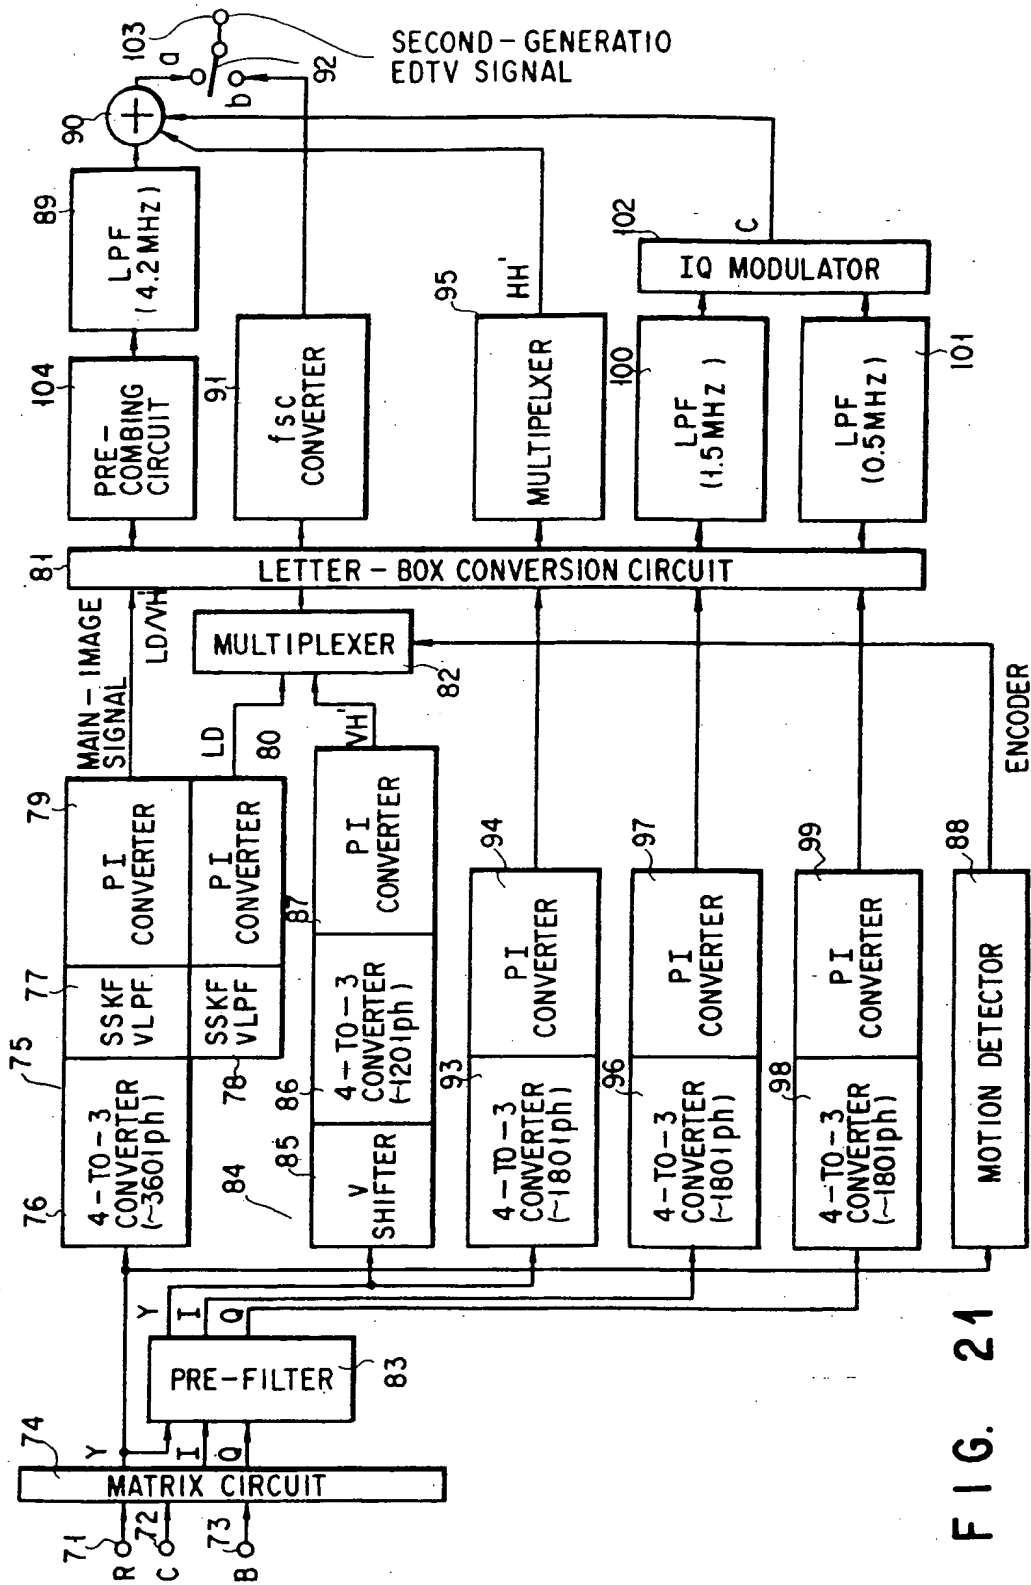 71
R
72
C
73
B
74
MATRIX CIRCUIT
Y
I
Q
PRE-FILTER
83
Y
I
Q
76
4-TO-3
CONVERTER
(~360lph)
75
77
SSKF
VLPF
79
PI
CONVERTER
MAIN-IMAGE
SIGNAL
78
SSKF
VLPF
PI
CONVERTER
LD
80
84
85
V
SHIFTER
86
4-TO-3
CONVERTER
(~120lph)
87
PI
CONVERTER
VH'
93
4-TO-3
CONVERTER
(~180lph)
94
PI
CONVERTER
96
4-TO-3
CONVERTER
(~180lph)
97
PI
CONVERTER
98
4-TO-3
CONVERTER
(~180lph)
99
PI
CONVERTER
88
MOTION DETECTOR
ENCODER
LD/VH'
MULTIPLEXER
82
81
LETTER-BOX CONVERSION CIRCUIT
104
PRE-
COMBING
CIRCUIT
89
LPF
(4.2MHz)
90
+
91
fsc
CONVERTER
95
MULTIPELXER
HH'
100
LPF
(1.5MHz)
101
LPF
(0.5MHz)
102
IQ MODULATOR
C
a
b
103
92
SECOND-GENERATIO
EDTV SIGNAL
FIG. 21